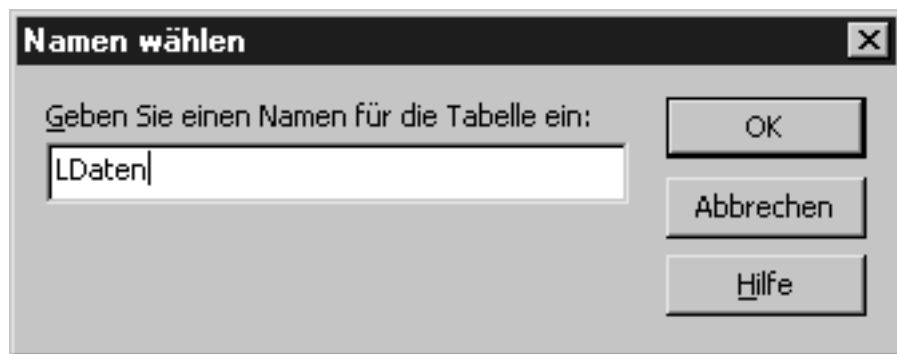 Namen wählen
Geben Sie einen Namen für die Tabelle ein:
LDaten
OK
Abbrechen
Hilfe